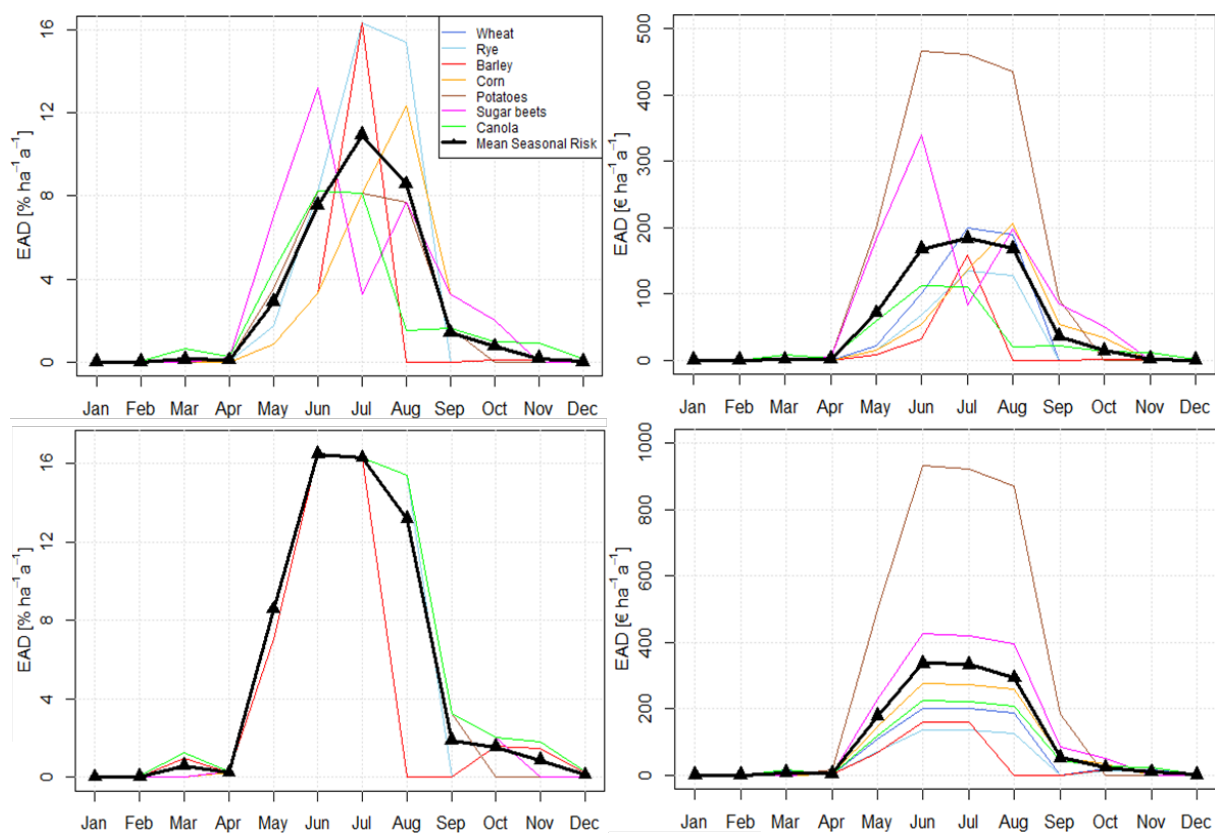 16
12
8
4
0
EAD [% ha⁻¹ a⁻¹]
Wheat
Rye
Barley
Corn
Potatoes
Sugar beets
Canola
Mean Seasonal Risk
Jan Feb Mar Apr May Jun Jul Aug Sep Oct Nov Dec
500
400
300
200
100
0
EAD [€ ha⁻¹ a⁻¹]
Jan Feb Mar Apr May Jun Jul Aug Sep Oct Nov Dec
16
12
8
4
0
EAD [% ha⁻¹ a⁻¹]
Jan Feb Mar Apr May Jun Jul Aug Sep Oct Nov Dec
1000
800
600
400
200
0
EAD [€ ha⁻¹ a⁻¹]
Jan Feb Mar Apr May Jun Jul Aug Sep Oct Nov Dec